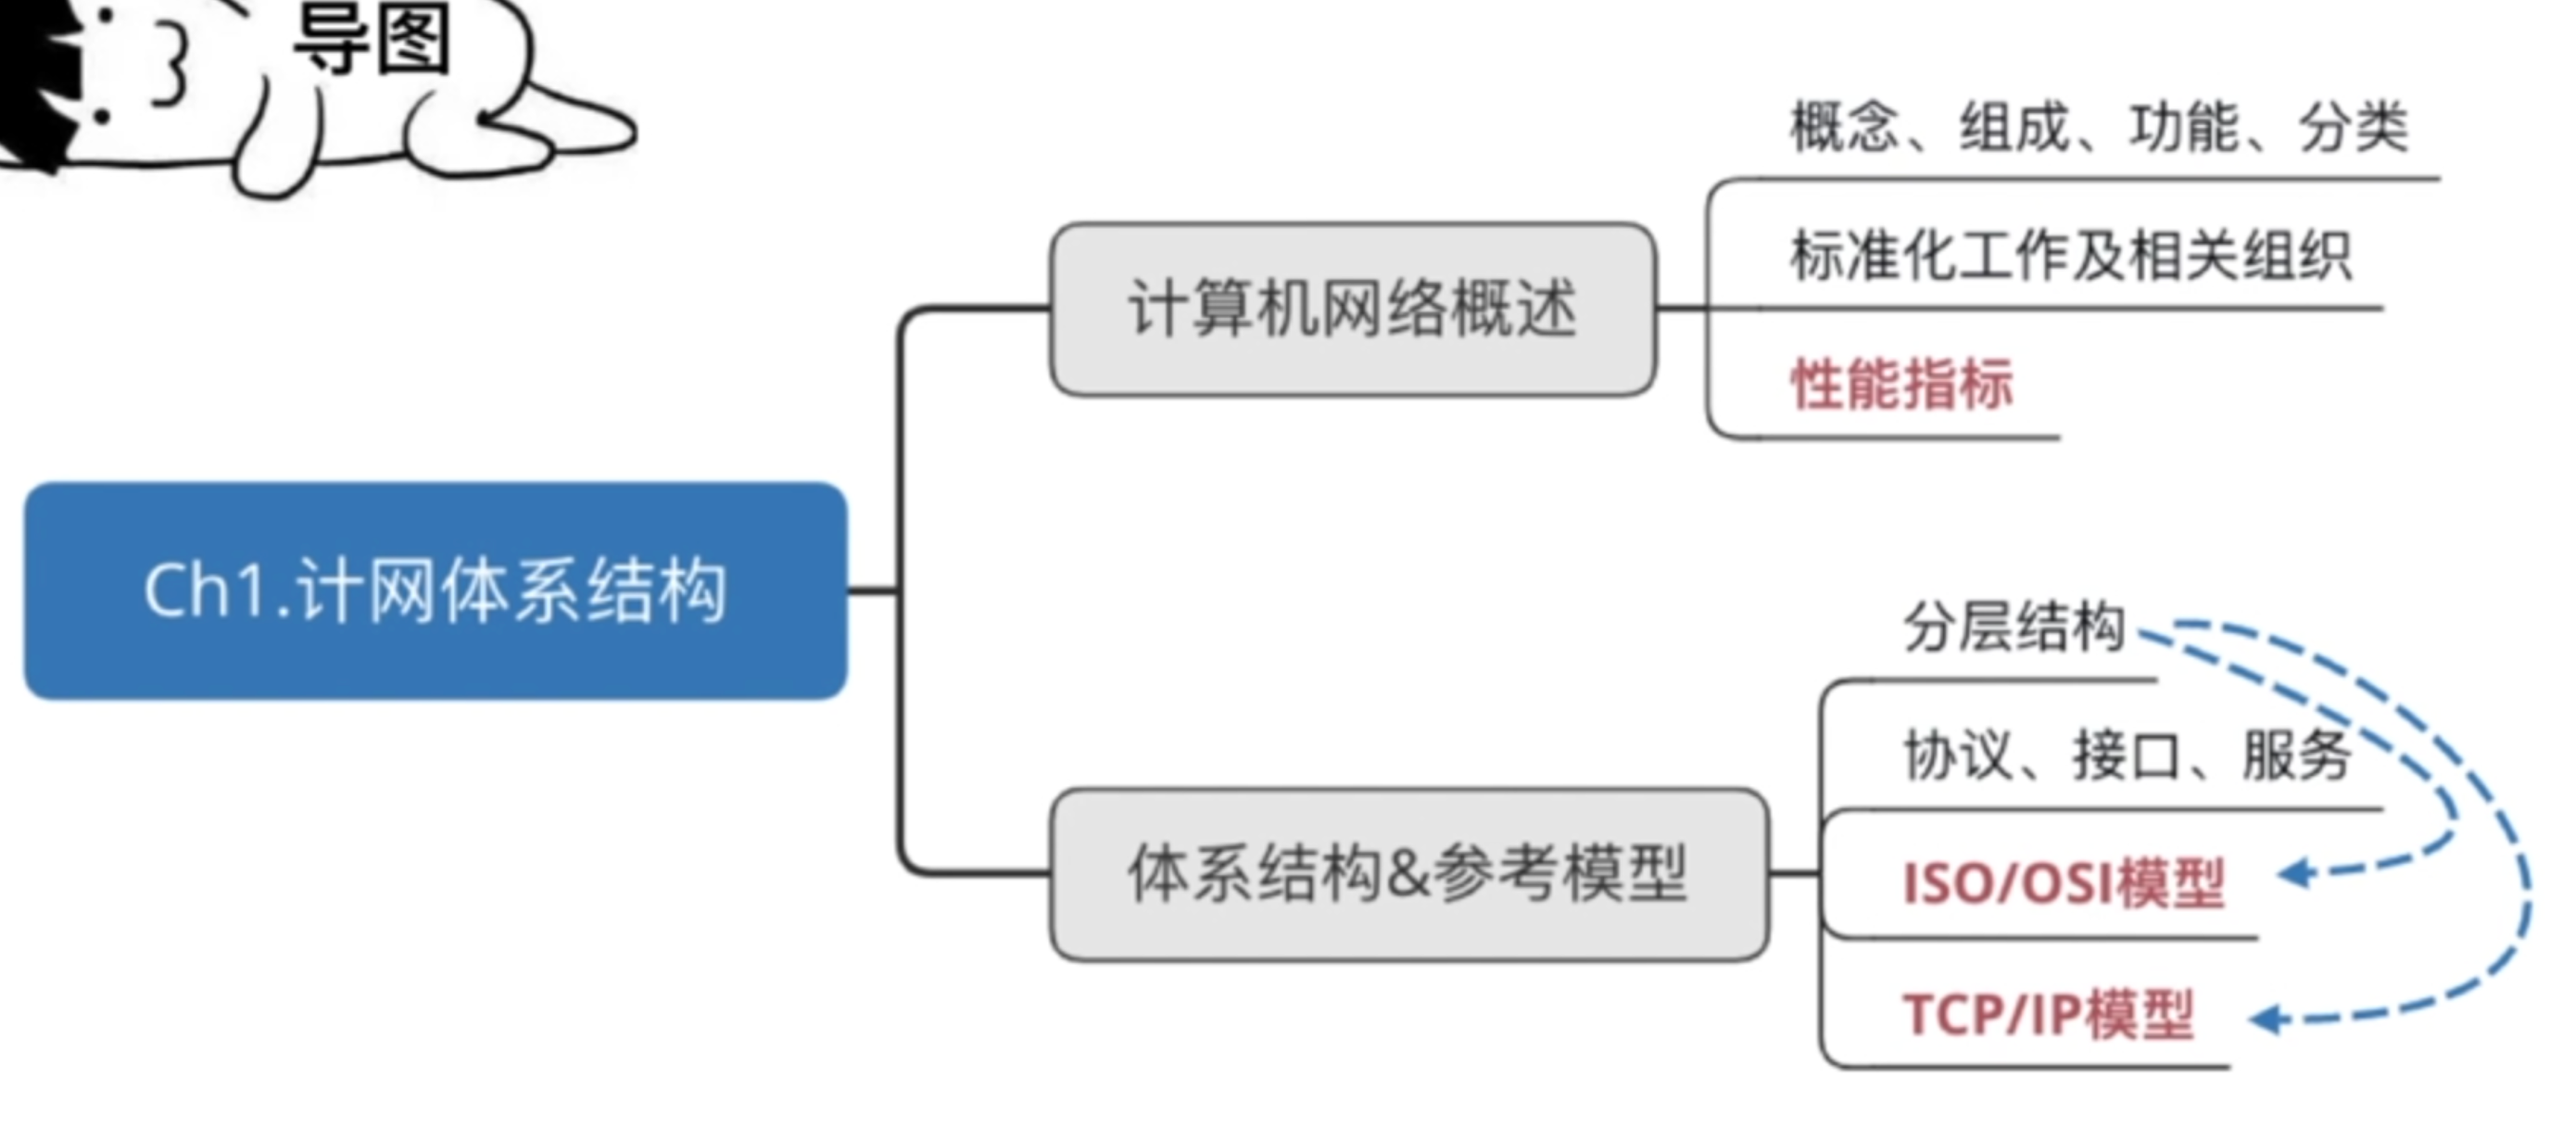 导图
概念、组成、功能、分类
标准化工作及相关组织
性能指标
计算机网络概述
Ch1.计网体系结构
分层结构
协议、接口、服务
ISO/OSI模型
TCP/IP模型
体系结构&参考模型